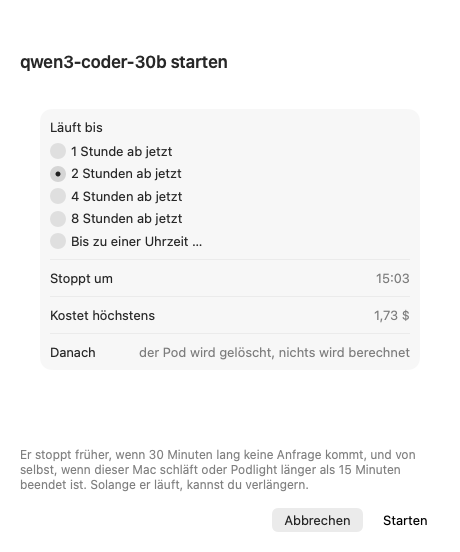 qwen3-coder-30b starten
Läuft bis
1 Stunde ab jetzt
2 Stunden ab jetzt
4 Stunden ab jetzt
8 Stunden ab jetzt
Bis zu einer Uhrzeit ...
Stoppt um 15:03
Kostet höchstens 1,73 $
Danach der Pod wird gelöscht, nichts wird berechnet
Er stoppt früher, wenn 30 Minuten lang keine Anfrage kommt, und von
selbst, wenn dieser Mac schläft oder Podlight länger als 15 Minuten
beendet ist. Solange er läuft, kannst du verlängern.
Abbrechen Starten